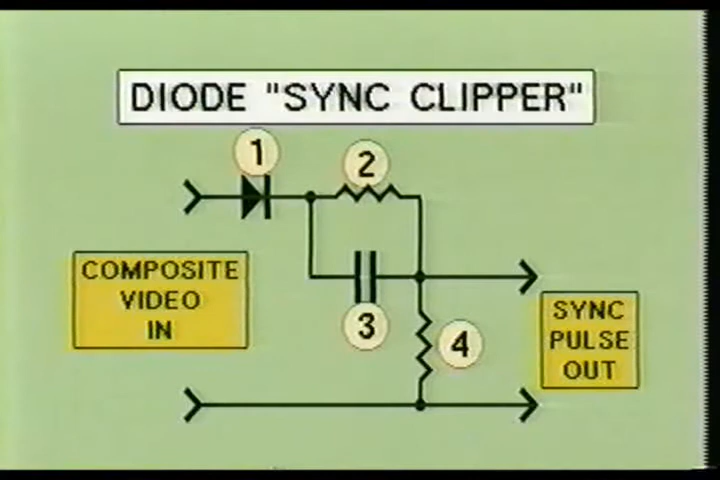 DIODE "SYNC CLIPPER"
1
2
COMPOSITE
VIDEO
IN
3
4
SYNC
PULSE
OUT